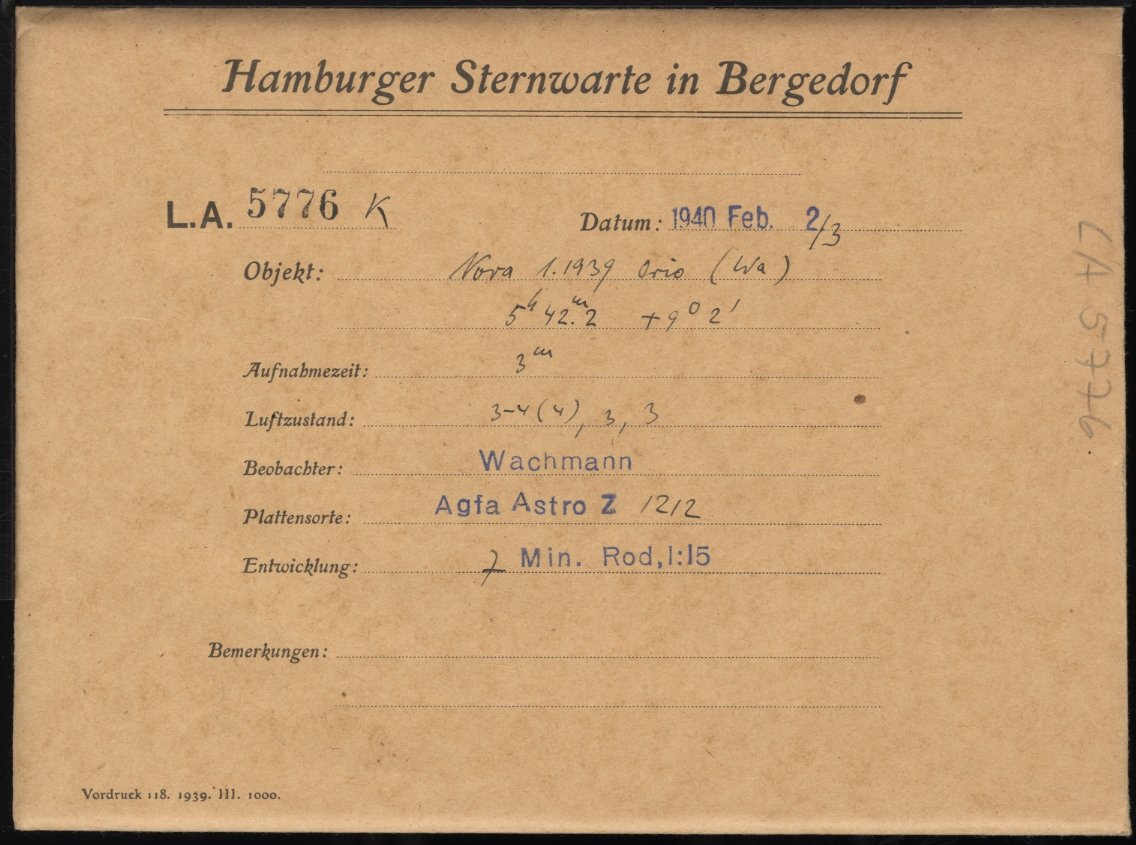 Hamburger Sternwarte in Bergedorf
L.A. 5776 K
Datum: 1940 Feb. 2/3
Objekt: Nova 1.1939 Orio (Wa)
5ʰ 42.ᵐ2 +9° 2'
Aufnahmezeit: 3ᵐ
Luftzustand: 3-4(4), 3, 3
Beobachter: Wachmann
Plattensorte: Agfa Astro Z 1212
Entwicklung: 7 Min. Rod, 1:15
Bemerkungen:
Vordruck 118. 1939. III. 1000.
LA 5776